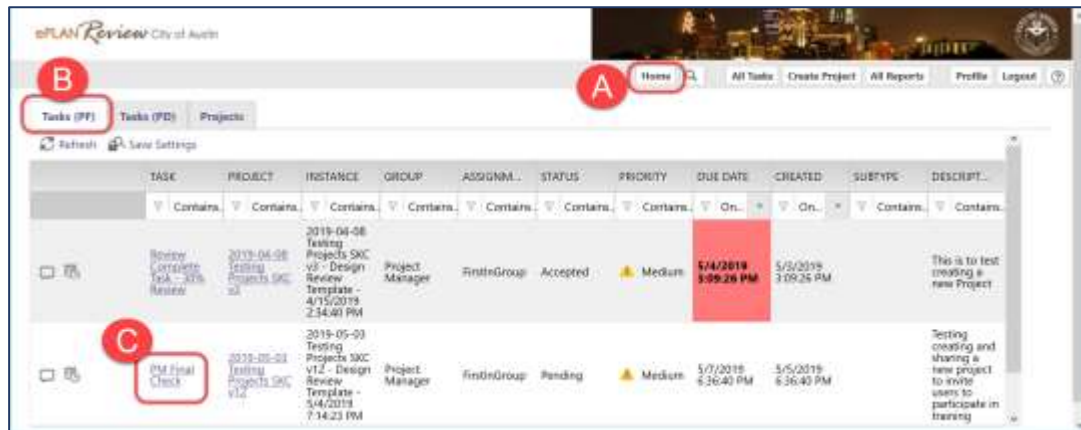 ePLAN Review City of Austin
B
A
Home All Tasks Create Project All Reports Profile Logout
Tasks (PF) Tasks (PD) Projects
Refresh Save Settings
TASK PROJECT INSTANCE GROUP ASSIGNM... STATUS PRIORITY DUE DATE CREATED SUBTYPE DESCRIPT...
Contains. Contains. Contains. Contains. Contains. Contains. Contains. On... On... Contains. Contains.
Review
Complete
Task - 30%
Review
2019-04-08
Testing
Projects SKC
v3
2019-04-08
Testing
Projects SKC
v3 - Design
Review
Template -
4/15/2019
2:34:40 PM
Project
Manager
FirstInGroup
Accepted
Medium
5/4/2019
3:09:26 PM
5/3/2019
3:09:26 PM
This is to test
creating a
new Project
C
PM Final
Check
2019-05-03
Testing
Projects SKC
v12
2019-05-03
Testing
Projects SKC
v12 - Design
Review
Template -
5/4/2019
7:14:23 PM
Project
Manager
FirstInGroup
Pending
Medium
5/7/2019
6:36:40 PM
5/5/2019
6:36:40 PM
Testing
creating and
sharing a
new project
to invite
users to
participate in
training